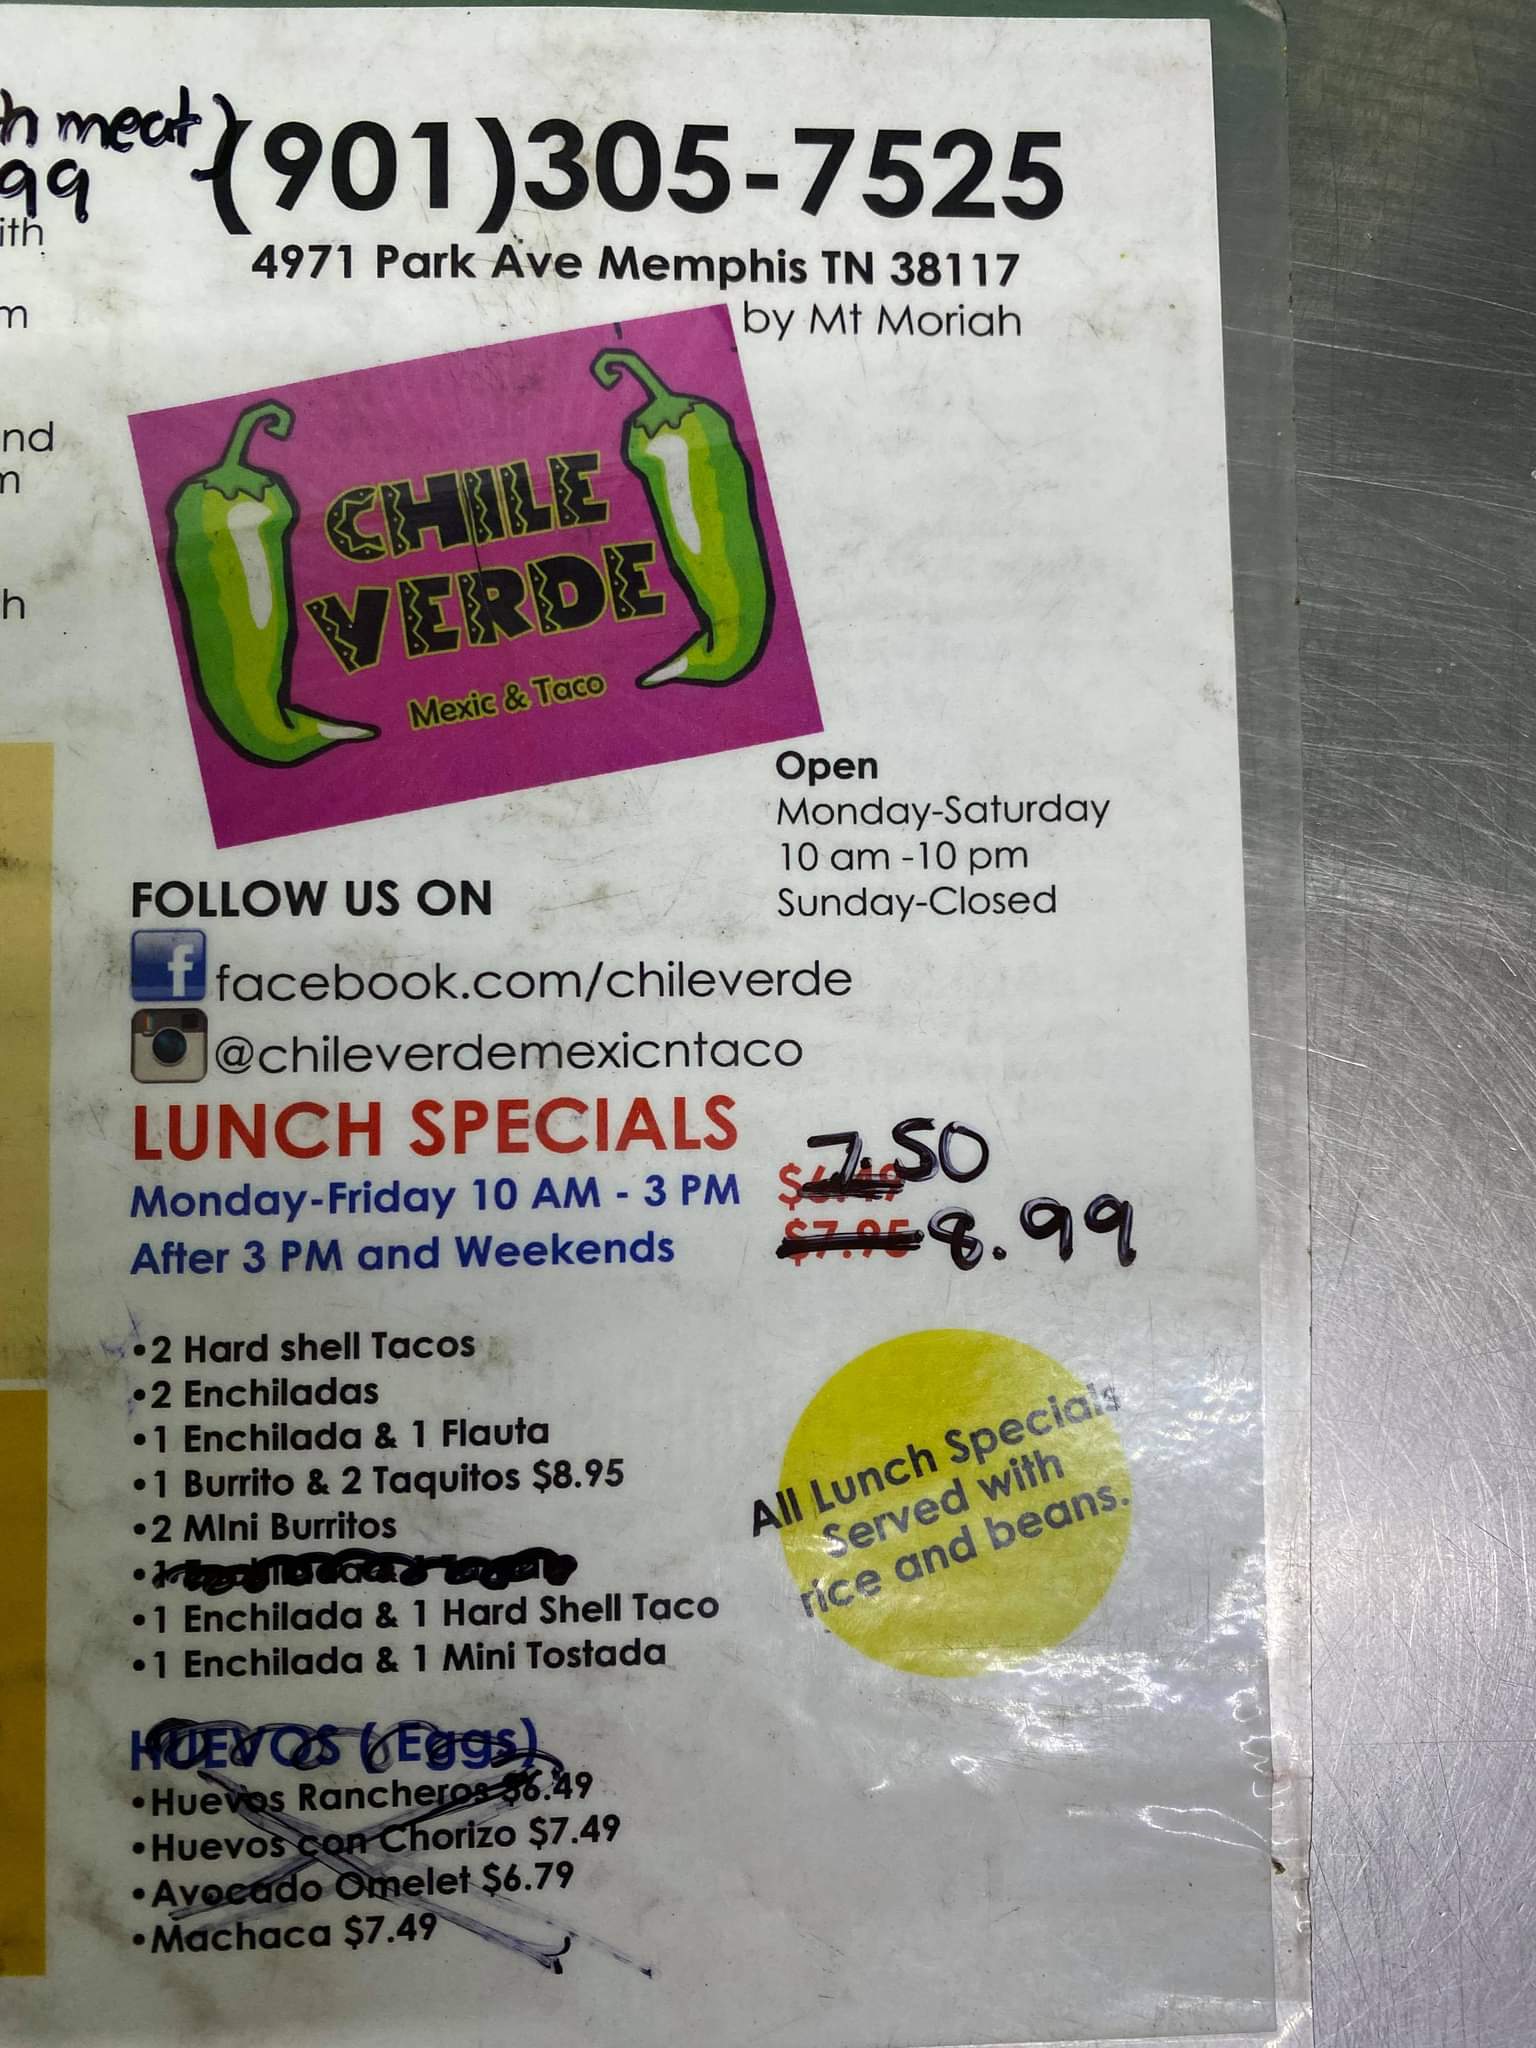 h meat)
99
ith
m
nd
m
h
(901)305-7525
4971 Park Ave Memphis TN 38117
by Mt Moriah
CHILE
VERDE
Mexic & Taco
Open
Monday-Saturday
10 am -10 pm
Sunday-Closed
FOLLOW US ON
f facebook.com/chileverde
@chileverdemexicntaco
LUNCH SPECIALS
Monday-Friday 10 AM - 3 PM $6.49 7.50
After 3 PM and Weekends $7.95 8.99
•2 Hard shell Tacos
•2 Enchiladas
•1 Enchilada & 1 Flauta
•1 Burrito & 2 Taquitos $8.95
•2 MIni Burritos
•1
•1 Enchilada & 1 Hard Shell Taco
•1 Enchilada & 1 Mini Tostada
All Lunch Specials
Served with
rice and beans.
HUEVOS ( Eggs)
•Huevos Rancheros $6.49
•Huevos con Chorizo $7.49
•Avocado Omelet $6.79
•Machaca $7.49